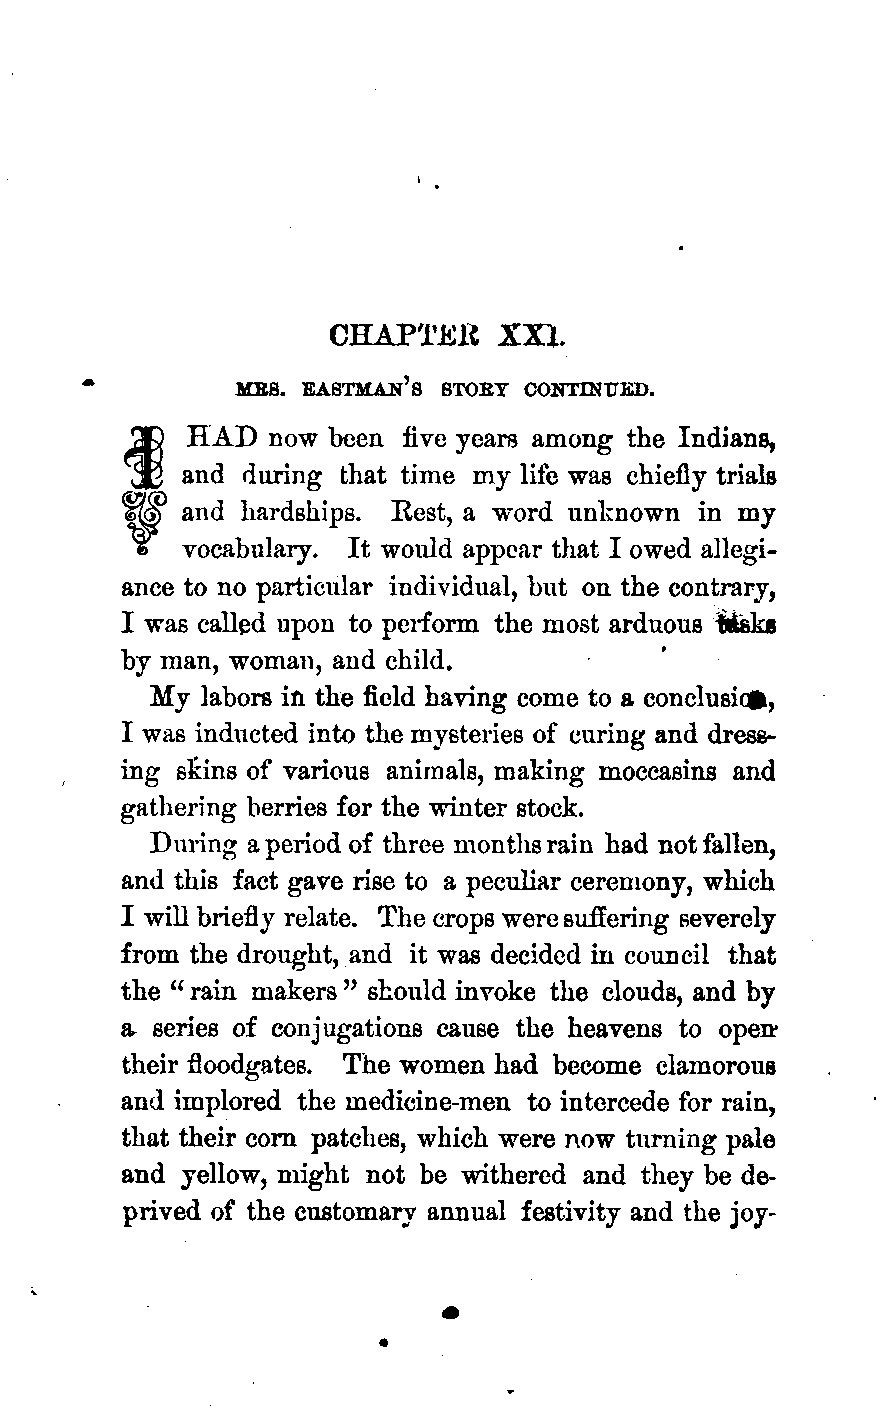 CHAPTER XXI.
MRS. EASTMAN'S STORY CONTINUED.
I HAD now been five years among the Indians,
and during that time my life was chiefly trials
and hardships. Rest, a word unknown in my
vocabulary. It would appear that I owed allegi-
ance to no particular individual, but on the contrary,
I was called upon to perform the most arduous tasks
by man, woman, and child.
My labors in the field having come to a conclusion,
I was inducted into the mysteries of curing and dress-
ing skins of various animals, making moccasins and
gathering berries for the winter stock.
During a period of three months rain had not fallen,
and this fact gave rise to a peculiar ceremony, which
I will briefly relate. The crops were suffering severely
from the drought, and it was decided in council that
the "rain makers" should invoke the clouds, and by
a series of conjugations cause the heavens to open
their floodgates. The women had become clamorous
and implored the medicine-men to intercede for rain,
that their corn patches, which were now turning pale
and yellow, might not be withered and they be de-
prived of the customary annual festivity and the joy-